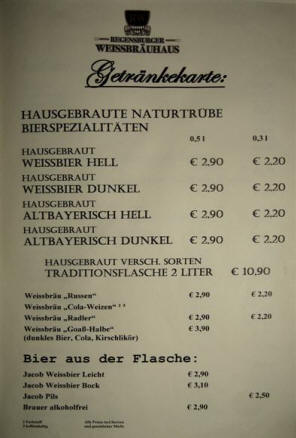 REGENSBURGER
WEISSBRÄUHAUS
Getränkekarte:
HAUSGEBRAUTE NATURTRÜBE
BIERSPEZIALITÄTEN
0,5 l 0,3 l
HAUSGEBRAUT
WEISSBIER HELL € 2,90 € 2,20
HAUSGEBRAUT
WEISSBIER DUNKEL € 2,90 € 2,20
HAUSGEBRAUT
ALTBAYERISCH HELL € 2,90 € 2,20
HAUSGEBRAUT
ALTBAYERISCH DUNKEL € 2,90 € 2,20
HAUSGEBRAUT VERSCH. SORTEN
TRADITIONSFLASCHE 2 LITER € 10,90
Weissbräu „Russen" € 2,90 € 2,20
Weissbräu „Cola-Weizen"
Weissbräu „Radler" € 2,90 € 2,20
Weissbräu „Goaß-Halbe" € 3,90
(dunkles Bier, Cola, Kirschlikör)
Bier aus der Flasche:
Jacob Weissbier Leicht € 2,90
Jacob Weissbier Bock € 3,10
Jacob Pils € 2,50
Brauer alkoholfrei € 2,90